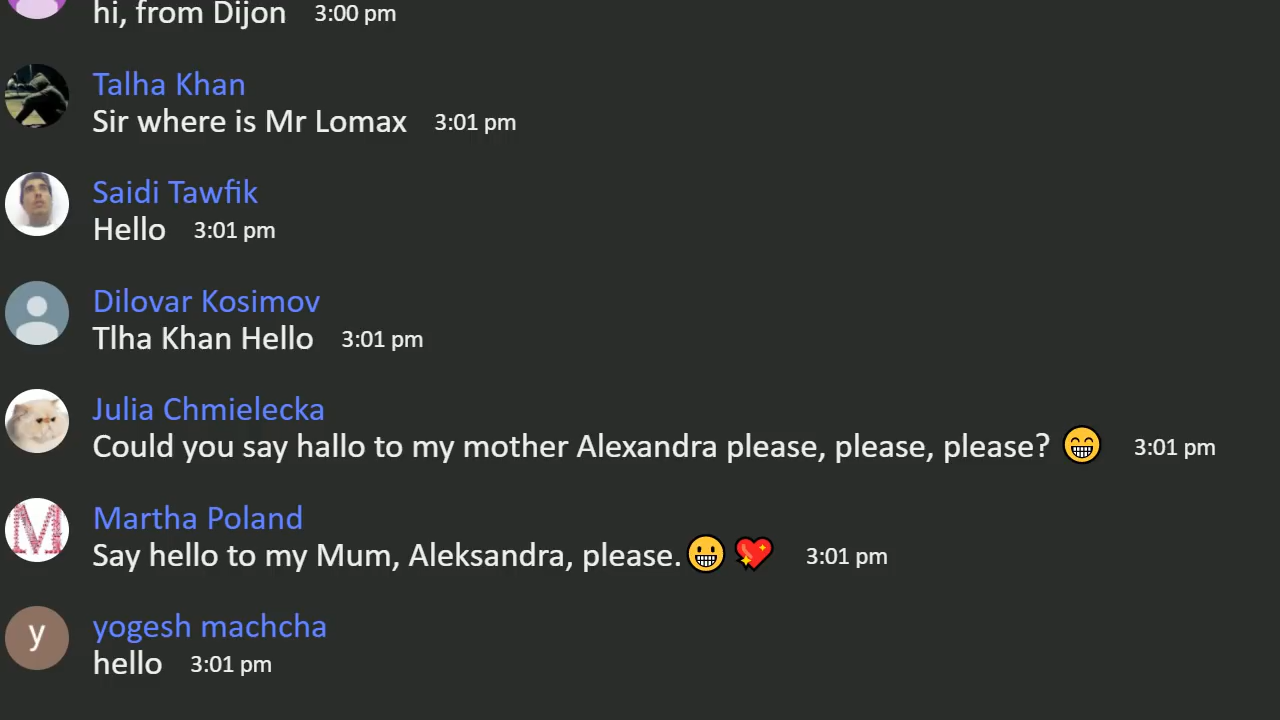 hi, from Dijon 3:00 pm
Talha Khan
Sir where is Mr Lomax 3:01 pm
Saidi Tawfik
Hello 3:01 pm
Dilovar Kosimov
Tlha Khan Hello 3:01 pm
Julia Chmielecka
Could you say hallo to my mother Alexandra please, please, please? 😁 3:01 pm
M
Martha Poland
Say hello to my Mum, Aleksandra, please.😀💖 3:01 pm
y
yogesh machcha
hello 3:01 pm